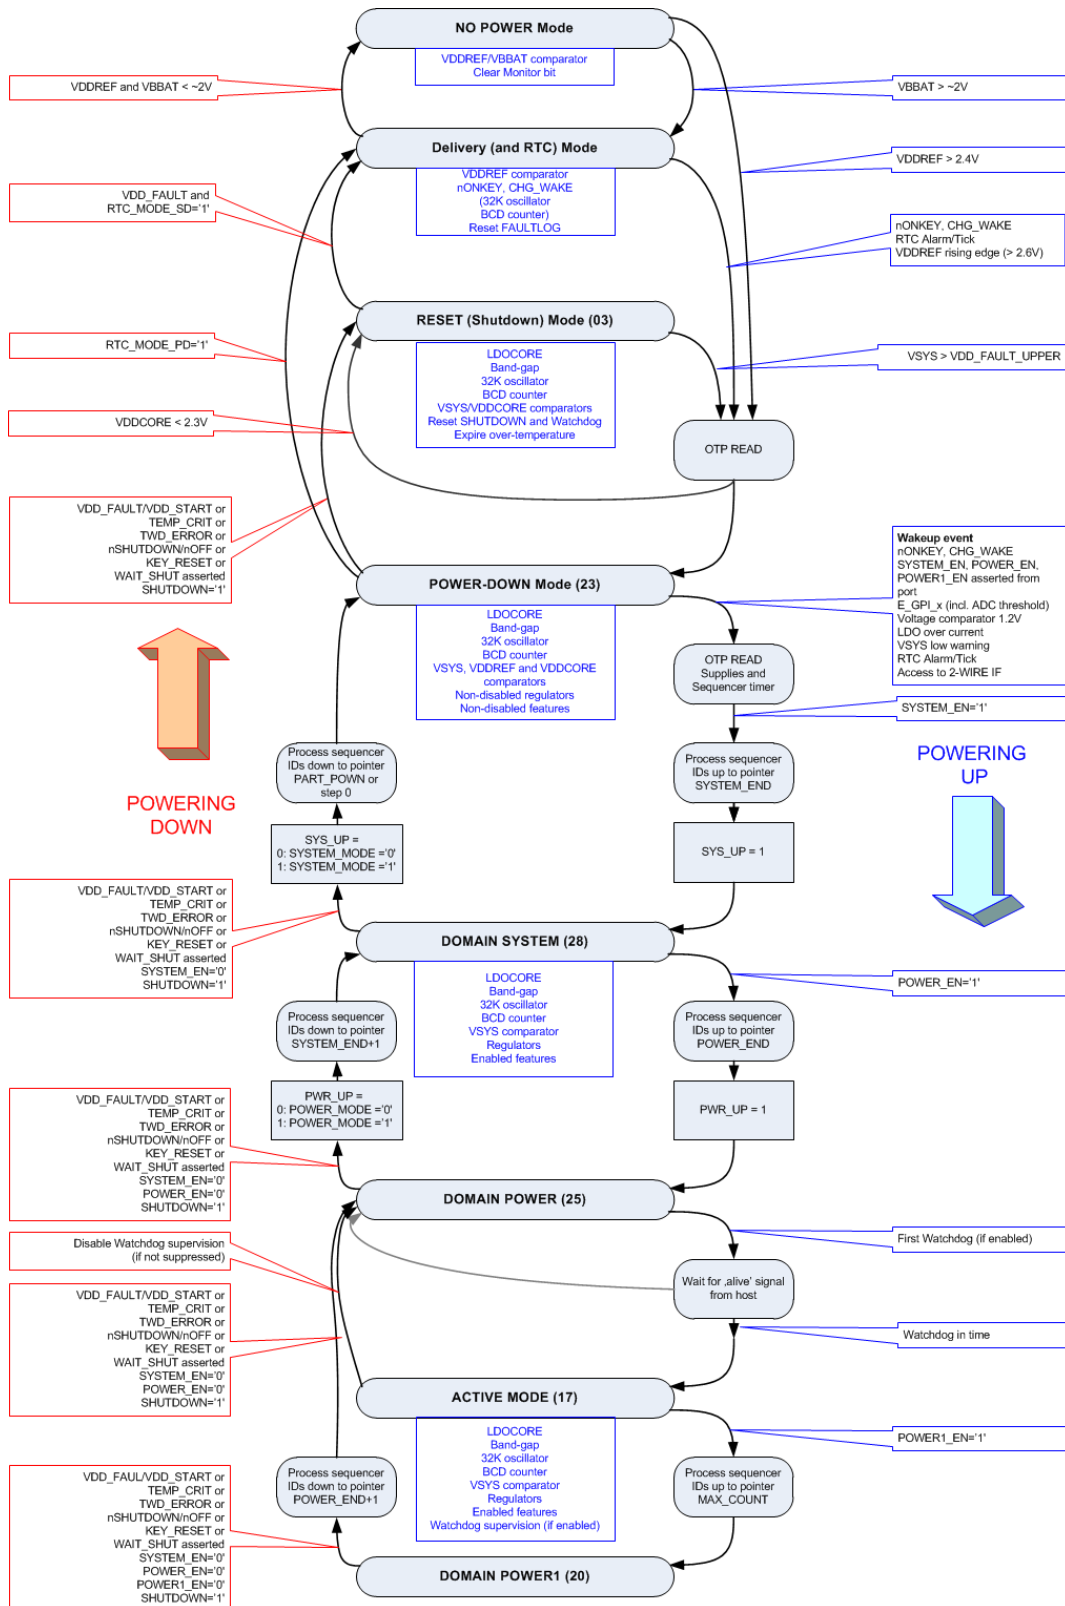 NO POWER Mode
VDDREF/VBBAT comparator
Clear Monitor bit
VDDREF and VBBAT < ~2V
VBBAT > ~2V
Delivery (and RTC) Mode
VDDREF comparator
nONKEY, CHG_WAKE
(32K oscillator
BCD counter)
Reset FAULTLOG
VDDREF > 2.4V
VDD_FAULT and
RTC_MODE_SD='1'
nONKEY, CHG_WAKE
RTC Alarm/Tick
VDDREF rising edge (> 2.6V)
RESET (Shutdown) Mode (03)
LDOCORE
Band-gap
32K oscillator
BCD counter
VSYS/VDDCORE comparators
Reset SHUTDOWN and Watchdog
Expire over-temperature
RTC_MODE_PD='1'
VSYS > VDD_FAULT_UPPER
VDDCORE < 2.3V
OTP READ
VDD_FAULT/VDD_START or
TEMP_CRIT or
TWD_ERROR or
nSHUTDOWN/nOFF or
KEY_RESET or
WAIT_SHUT asserted
SHUTDOWN='1'
Wakeup event
nONKEY, CHG_WAKE
SYSTEM_EN, POWER_EN,
POWER1_EN asserted from
port
E_GPI_x (incl. ADC threshold)
Voltage comparator 1.2V
LDO over current
VSYS low warning
RTC Alarm/Tick
Access to 2-WIRE IF
POWER-DOWN Mode (23)
LDOCORE
Band-gap
32K oscillator
BCD counter
VSYS, VDDREF and VDDCORE
comparators
Non-disabled regulators
Non-disabled features
OTP READ
Supplies and
Sequencer timer
SYSTEM_EN='1'
POWERING
DOWN
POWERING
UP
Process sequencer
IDs down to pointer
PART_POWN or
step 0
Process sequencer
IDs up to pointer
SYSTEM_END
SYS_UP =
0: SYSTEM_MODE ='0'
1: SYSTEM_MODE ='1'
SYS_UP = 1
VDD_FAULT/VDD_START or
TEMP_CRIT or
TWD_ERROR or
nSHUTDOWN/nOFF or
KEY_RESET or
WAIT_SHUT asserted
SYSTEM_EN='0'
SHUTDOWN='1'
DOMAIN SYSTEM (28)
LDOCORE
Band-gap
32K oscillator
BCD counter
VSYS comparator
Regulators
Enabled features
POWER_EN='1'
Process sequencer
IDs down to pointer
SYSTEM_END+1
Process sequencer
IDs up to pointer
POWER_END
PWR_UP =
0: POWER_MODE ='0'
1: POWER_MODE ='1'
PWR_UP = 1
VDD_FAULT/VDD_START or
TEMP_CRIT or
TWD_ERROR or
nSHUTDOWN/nOFF or
KEY_RESET or
WAIT_SHUT asserted
SYSTEM_EN='0'
POWER_EN='0'
SHUTDOWN='1'
DOMAIN POWER (25)
Disable Watchdog supervision
(if not suppressed)
First Watchdog (if enabled)
Wait for ‚alive' signal
from host
VDD_FAULT/VDD_START or
TEMP_CRIT or
TWD_ERROR or
nSHUTDOWN/nOFF or
KEY_RESET or
WAIT_SHUT asserted
SYSTEM_EN='0'
POWER_EN='0'
SHUTDOWN='1'
Watchdog in time
ACTIVE MODE (17)
LDOCORE
Band-gap
32K oscillator
BCD counter
VSYS comparator
Regulators
Enabled features
Watchdog supervision (if enabled)
POWER1_EN='1'
Process sequencer
IDs down to pointer
POWER_END+1
Process sequencer
IDs up to pointer
MAX_COUNT
VDD_FAUL/VDD_START or
TEMP_CRIT or
TWD_ERROR or
nSHUTDOWN/nOFF or
KEY_RESET or
WAIT_SHUT asserted
SYSTEM_EN='0'
POWER_EN='0'
POWER1_EN='0'
SHUTDOWN='1'
DOMAIN POWER1 (20)